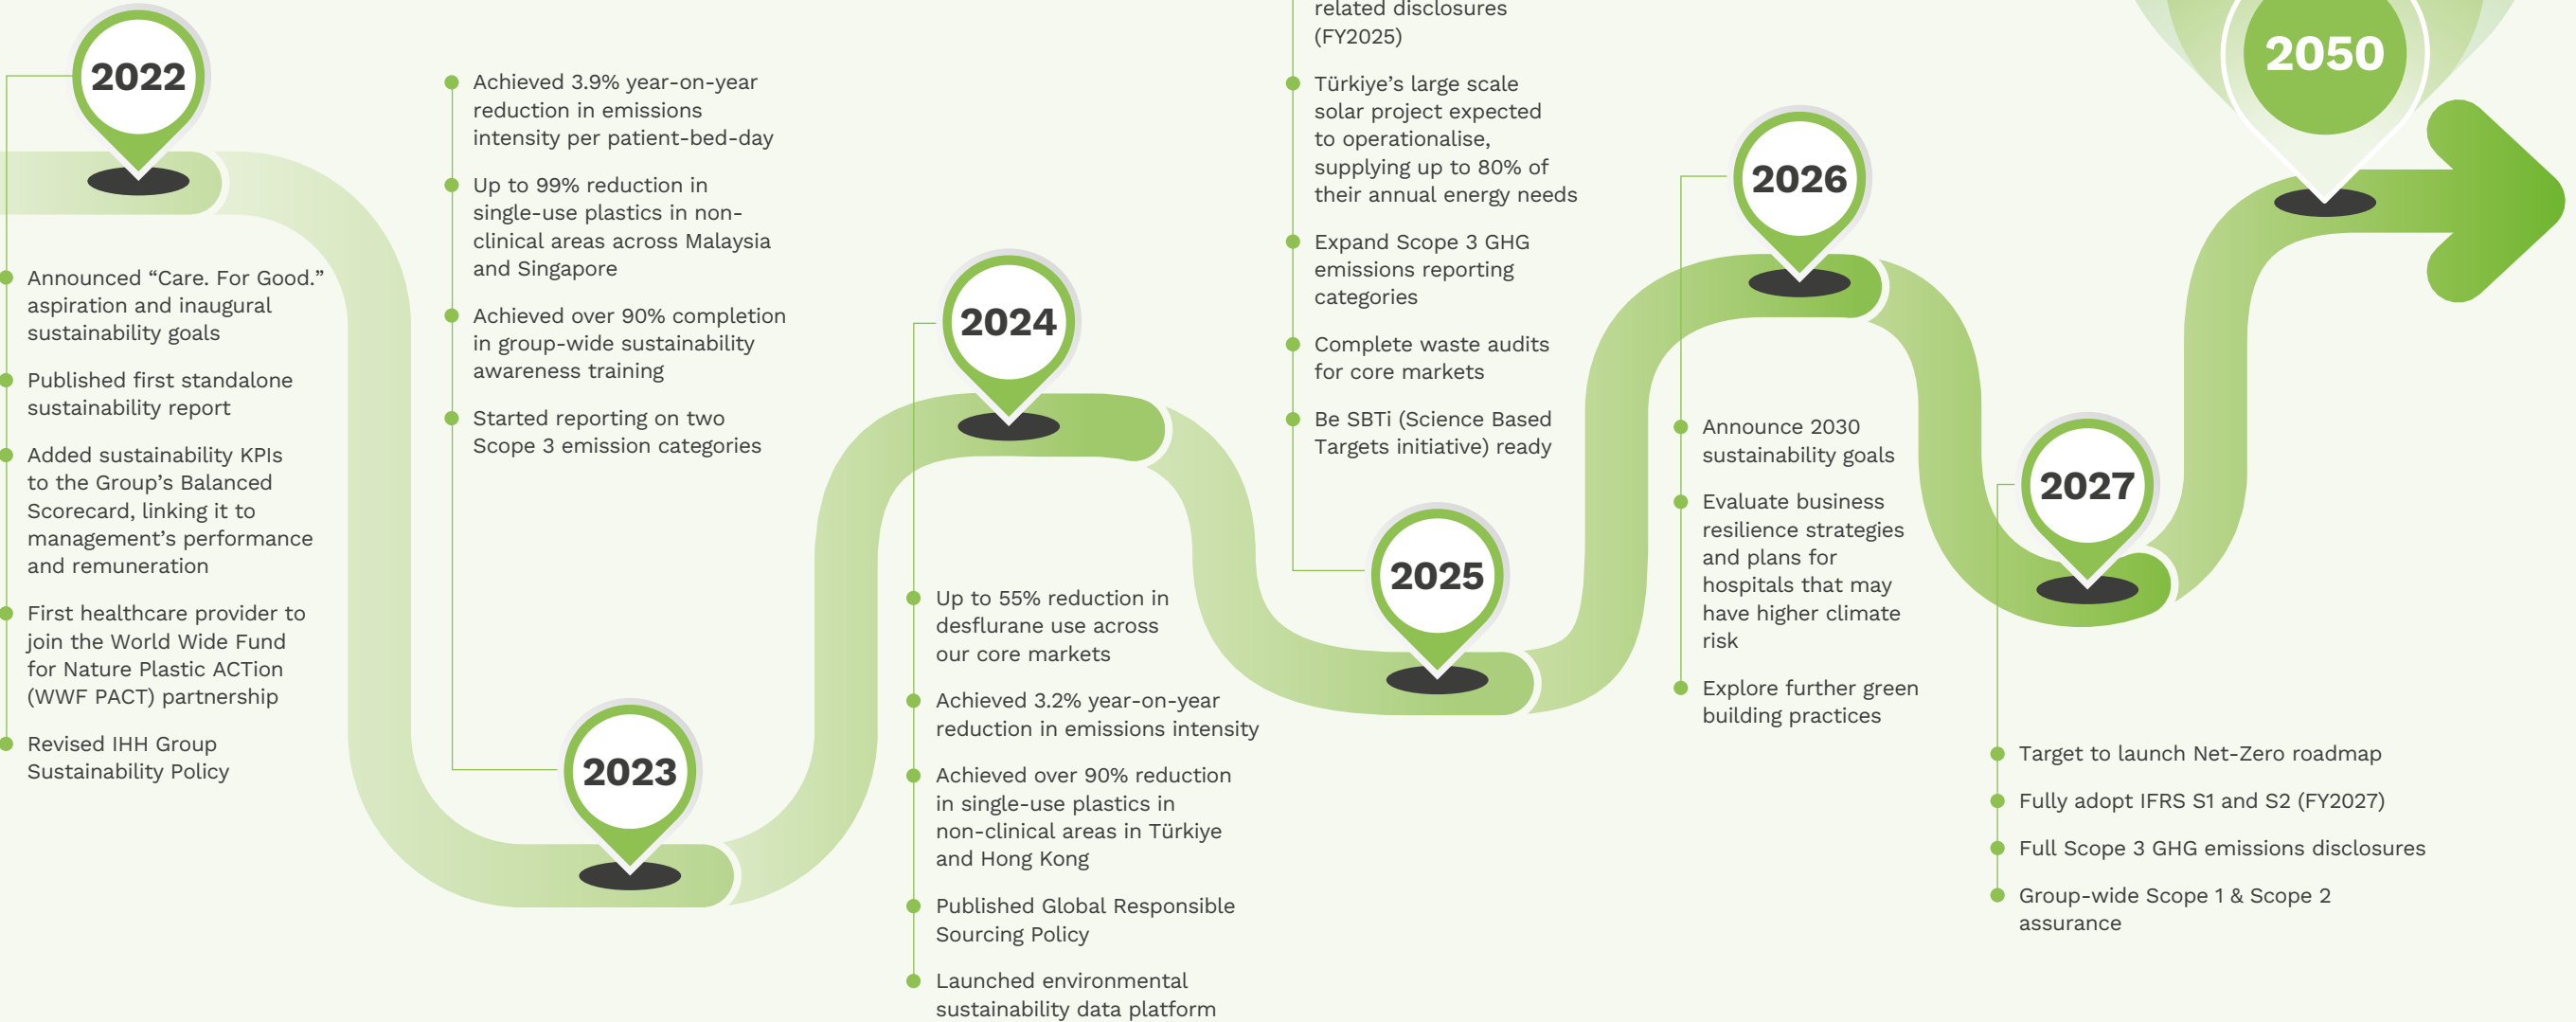 2022
Announced “Care. For Good.”
aspiration and inaugural
sustainability goals
Published first standalone
sustainability report
Added sustainability KPIs
to the Group’s Balanced
Scorecard, linking it to
management’s performance
and remuneration
First healthcare provider to
join the World Wide Fund
for Nature Plastic ACTion
(WWF PACT) partnership
Revised IHH Group
Sustainability Policy
Achieved 3.9% year-on-year
reduction in emissions
intensity per patient-bed-day
Up to 99% reduction in
single-use plastics in non-
clinical areas across Malaysia
and Singapore
Achieved over 90% completion
in group-wide sustainability
awareness training
Started reporting on two
Scope 3 emission categories
2023
2024
Up to 55% reduction in
desflurane use across
our core markets
Achieved 3.2% year-on-year
reduction in emissions intensity
Achieved over 90% reduction
in single-use plastics in
non-clinical areas in Türkiye
and Hong Kong
Published Global Responsible
Sourcing Policy
Launched environmental
sustainability data platform
related disclosures
(FY2025)
Türkiye’s large scale
solar project expected
to operationalise,
supplying up to 80% of
their annual energy needs
Expand Scope 3 GHG
emissions reporting
categories
Complete waste audits
for core markets
Be SBTi (Science Based
Targets initiative) ready
2025
2026
Announce 2030
sustainability goals
Evaluate business
resilience strategies
and plans for
hospitals that may
have higher climate
risk
Explore further green
building practices
2027
Target to launch Net-Zero roadmap
Fully adopt IFRS S1 and S2 (FY2027)
Full Scope 3 GHG emissions disclosures
Group-wide Scope 1 & Scope 2
assurance
2050